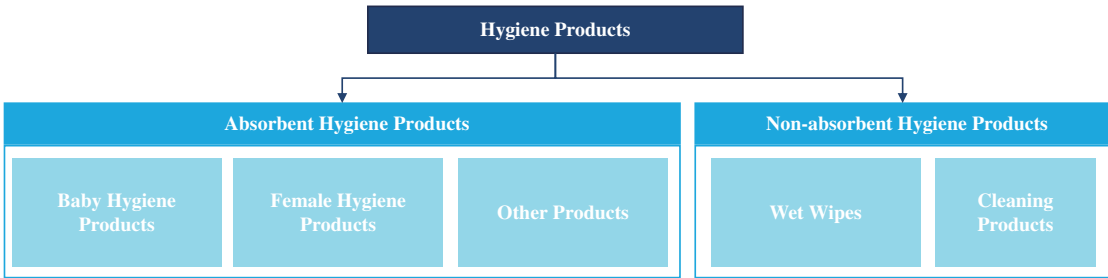 Hygiene Products
Absorbent Hygiene Products
Non-absorbent Hygiene Products
Baby Hygiene
Products
Female Hygiene
Products
Other Products
Wet Wipes
Cleaning
Products